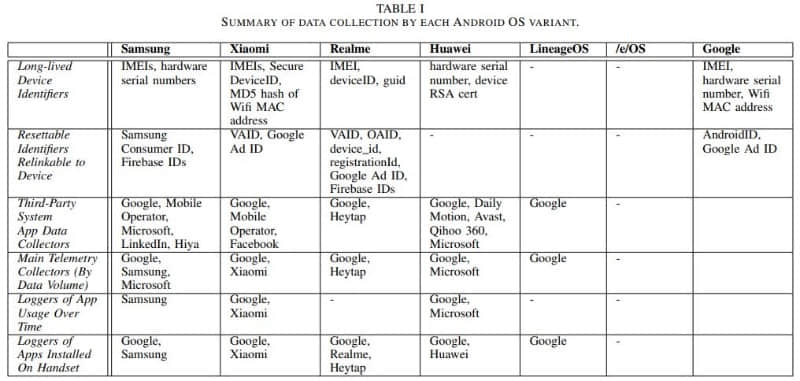 TABLE I
SUMMARY OF DATA COLLECTION BY EACH ANDROID OS VARIANT.
Samsung Xiaomi Realme Huawei LineageOS /e/OS Google
Long-lived IMEIs, hardware IMEIs, Secure IMEI, hardware serial - - IMEI,
Device serial numbers DeviceID, deviceID, guid number, device hardware serial
Identifiers MD5 hash of RSA cert number, Wifi
Wifi MAC MAC address
address
Resettable Samsung VAID, Google VAID, OAID, - - - AndroidID,
Identifiers Consumer ID, Ad ID device_id, Google Ad ID
Relinkable to Firebase IDs registrationId,
Device Google Ad ID,
Firebase IDs
Third-Party Google, Mobile Google, Google, Google, Daily Google -
System Operator, Mobile Heytap Motion, Avast,
App Data Microsoft, Operator, Qihoo 360,
Collectors LinkedIn, Hiya Facebook Microsoft
Main Telemetry Google, Google, Google, Google, Google -
Collectors (By Samsung, Xiaomi Heytap Microsoft
Data Volume) Microsoft
Loggers of App Samsung Google, - Google, - -
Usage Over Xiaomi Microsoft
Time
Loggers of Google, Google, Google, Google, Google -
Apps Installed Samsung Xiaomi Realme, Huawei
On Handset Heytap